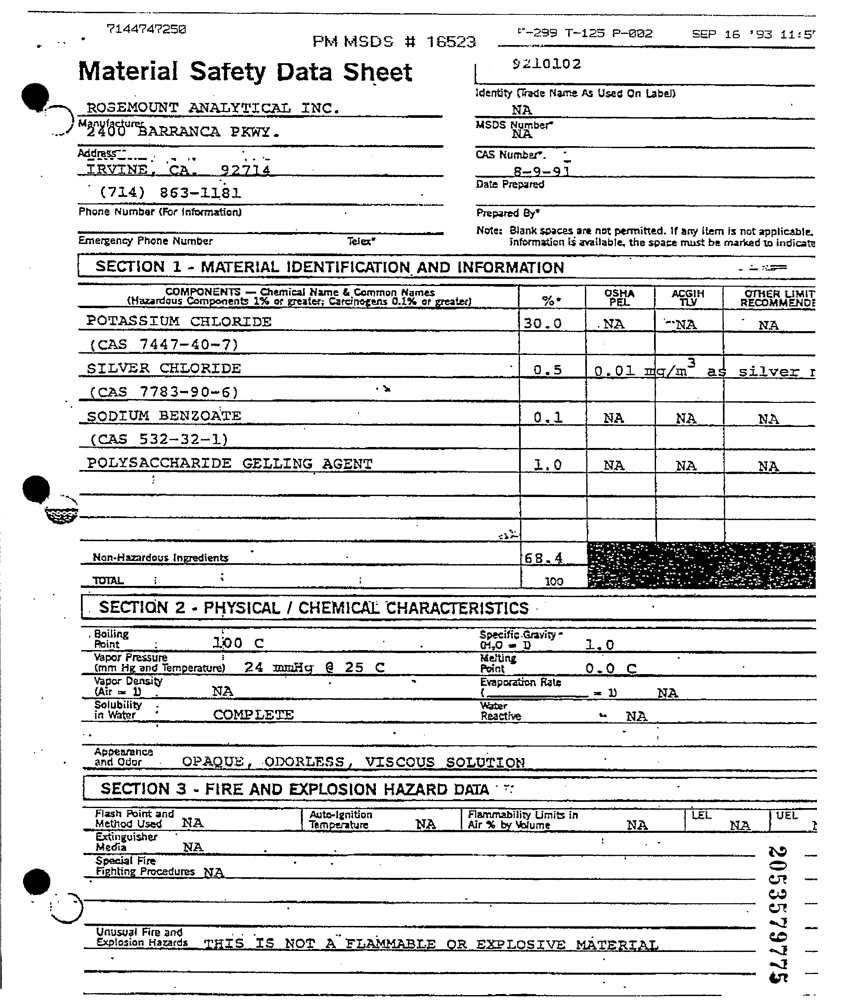 7144747250 PM MSDS # 16523 F-299 T-125 P-002 SEP 16 '93 11:5
Material Safety Data Sheet
9210102
Identity (Trade Name As Used On Label)
ROSEMOUNT ANALYTICAL INC.
NA
Manufacturer
MSDS Number*
2400 BARRANCA PKWY.
NA
Address
CAS Number*
IRVINE, CA. 92714
8-9-91
(714) 863-1181
Date Prepared
Phone Number (For Information)
Prepared By*
Note: Blank spaces are not permitted. If any item is not applicable,
information is available, the space must be marked to indicate
Emergency Phone Number Telex*
SECTION 1 - MATERIAL IDENTIFICATION AND INFORMATION
COMPONENTS — Chemical Name & Common Names
(Hazardous Components 1% or greater; Carcinogens 0.1% or greater)
%*
OSHA
PEL
ACGIH
TLV
OTHER LIMIT
RECOMMENDE
POTASSIUM CHLORIDE 30.0 NA NA NA
(CAS 7447-40-7)
SILVER CHLORIDE 0.5 0.01 mg/m3 as silver
(CAS 7783-90-6)
SODIUM BENZOATE 0.1 NA NA NA
(CAS 532-32-1)
POLYSACCHARIDE GELLING AGENT 1.0 NA NA NA
Non-Hazardous Ingredients 68.4
TOTAL 100
SECTION 2 - PHYSICAL / CHEMICAL CHARACTERISTICS
Boiling
Point 100 C
Specific Gravity
(H2O = 1) 1.0
Vapor Pressure
(mm Hg and Temperature) 24 mmHg @ 25 C
Melting
Point 0.0 C
Vapor Density
(Air = 1) NA
Evaporation Rate
( = 1) NA
Solubility
in Water COMPLETE
Water
Reactive NA
Appearance
and Odor OPAQUE, ODORLESS, VISCOUS SOLUTION
SECTION 3 - FIRE AND EXPLOSION HAZARD DATA
Flash Point and
Method Used NA
Auto-Ignition
Temperature NA
Flammability Limits in
Air % by Volume NA
LEL NA
UEL
Extinguisher
Media NA
Special Fire
Fighting Procedures NA
Unusual Fire and
Explosion Hazards THIS IS NOT A FLAMMABLE OR EXPLOSIVE MATERIAL
2053579775